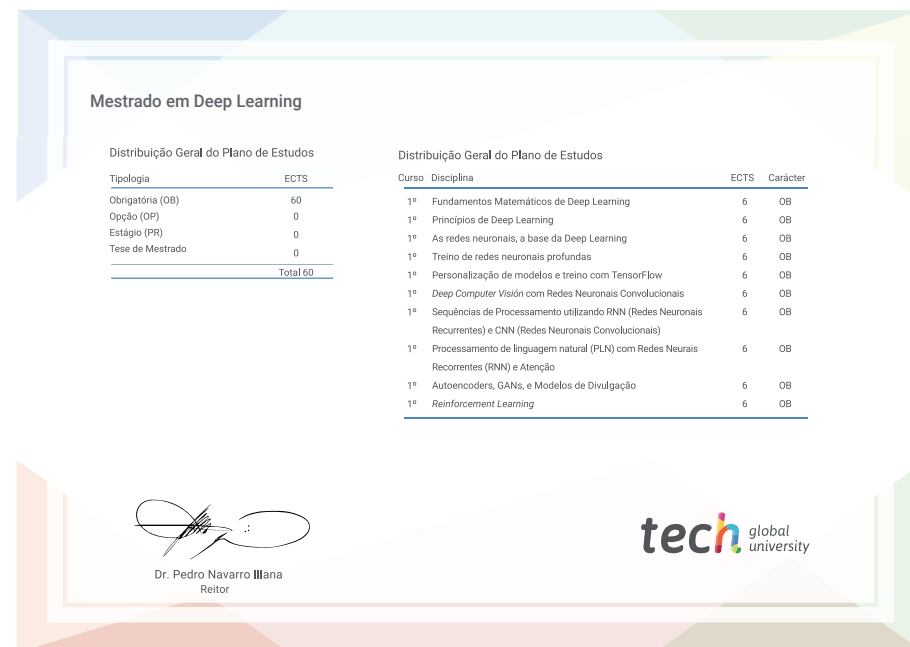 Mestrado em Deep Learning
Distribuição Geral do Plano de Estudos
Tipologia ECTS
Obrigatória (OB) 60
Opção (OP) 0
Estágio (PR) 0
Tese de Mestrado 0
Total 60
Distribuição Geral do Plano de Estudos
Curso Disciplina ECTS Carácter
1º Fundamentos Matemáticos de Deep Learning 6 OB
1º Princípios de Deep Learning 6 OB
1º As redes neuronais, a base da Deep Learning 6 OB
1º Treino de redes neuronais profundas 6 OB
1º Personalização de modelos e treino com TensorFlow 6 OB
1º Deep Computer Visión com Redes Neuronais Convolucionais 6 OB
1º Sequências de Processamento utilizando RNN (Redes Neuronais 6 OB
Recurrentes) e CNN (Redes Neuronais Convolucionais)
1º Processamento de linguagem natural (PLN) com Redes Neurais 6 OB
Recorrentes (RNN) e Atenção
1º Autoencoders, GANs, e Modelos de Divulgação 6 OB
1º Reinforcement Learning 6 OB
Dr. Pedro Navarro Illana
Reitor
tech global
university